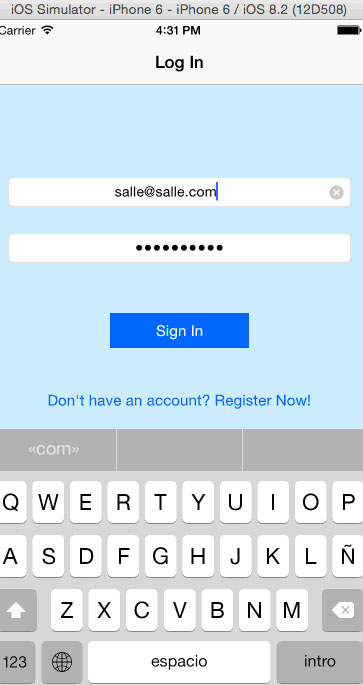 iOS Simulator - iPhone 6 - iPhone 6 / iOS 8.2 (12D508)
Carrier 4:31 PM
Log In
salle@salle.com
••••••••••
Sign In
Don't have an account? Register Now!
«com»
Q W E R T Y U I O P
A S D F G H J K L Ñ
Z X C V B N M
123 espacio intro